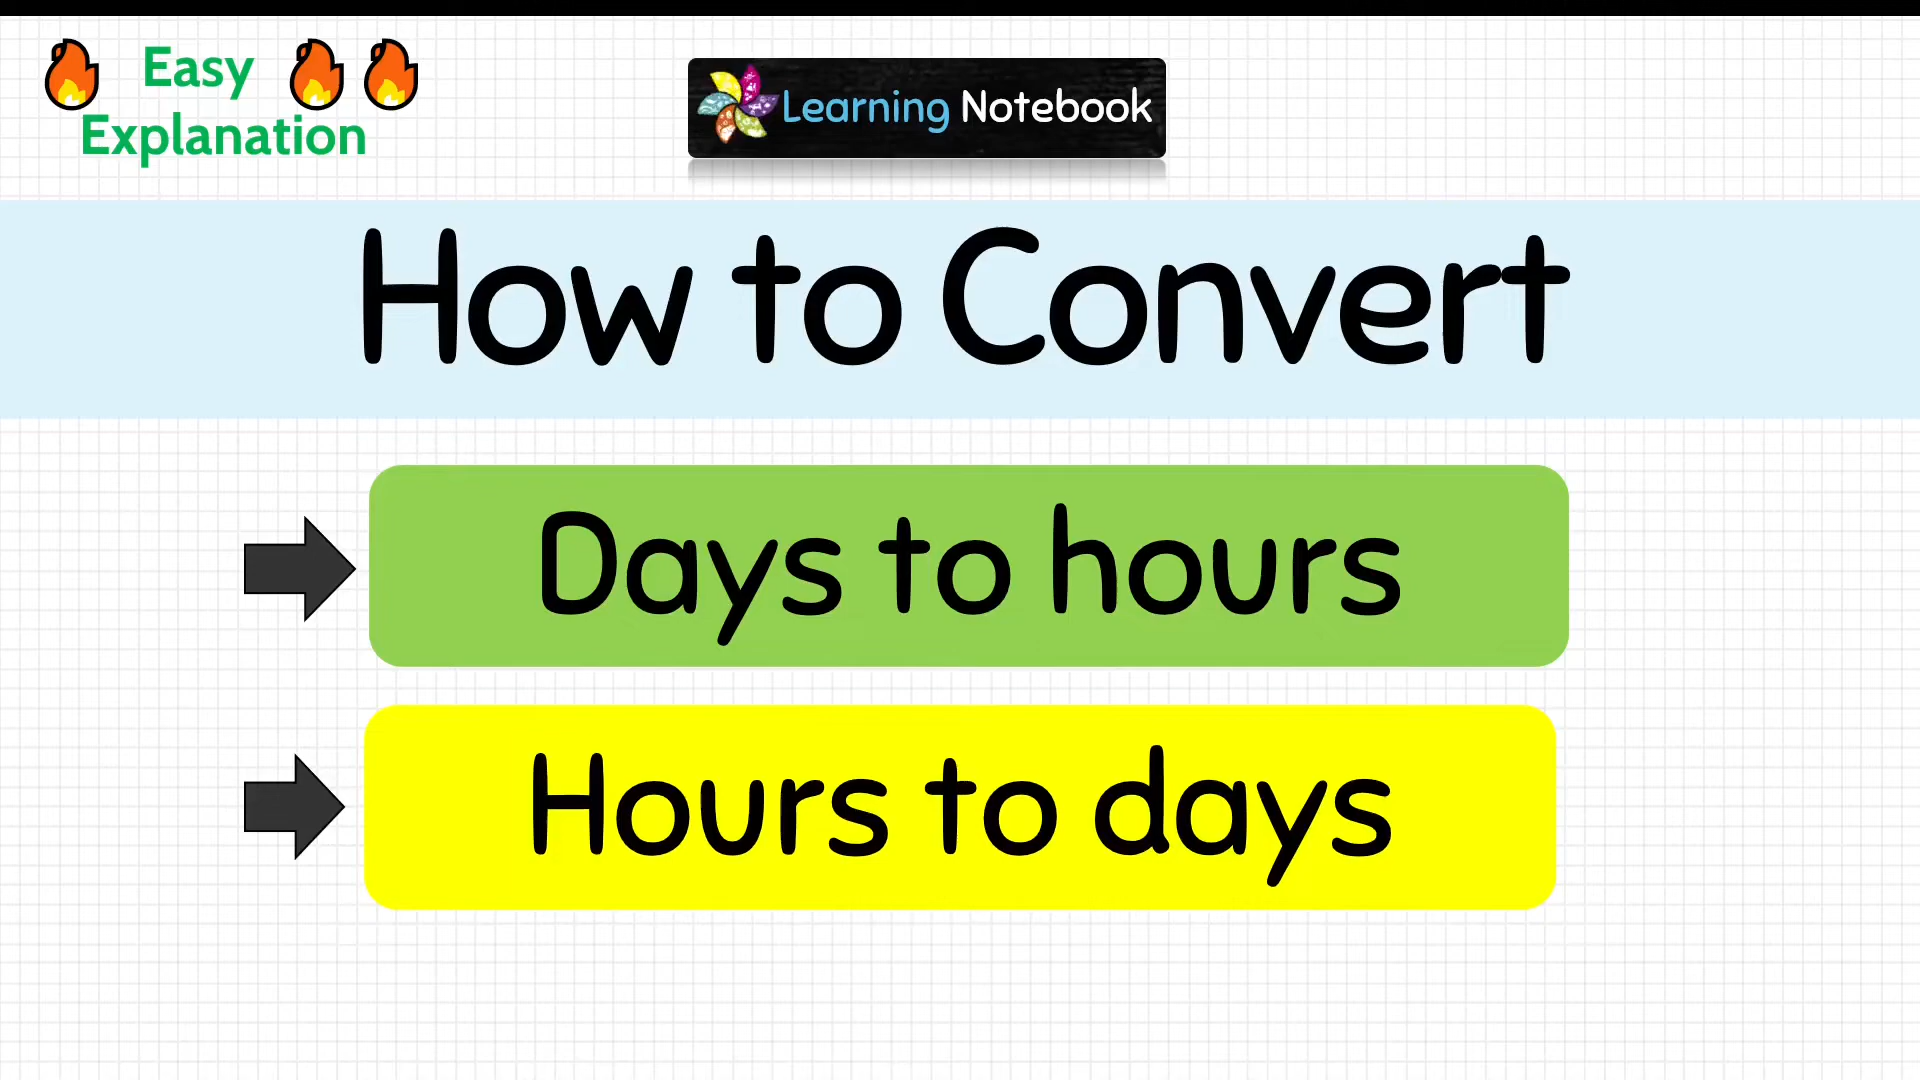 Easy
Explanation
Learning Notebook
How to Convert
Days to hours
Hours to days